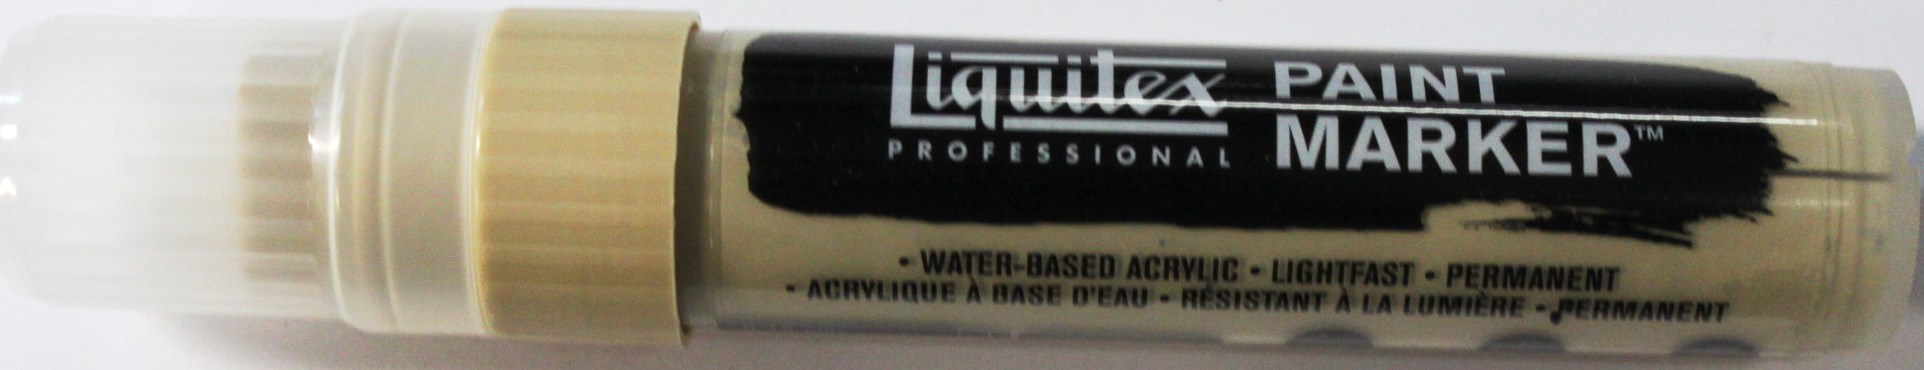 Liquitex
PROFESSIONAL
PAINT
MARKER™
• WATER-BASED ACRYLIC • LIGHTFAST • PERMANENT
• ACRYLIQUE À BASE D'EAU • RÉSISTANT À LA LUMIÈRE • PERMANENT